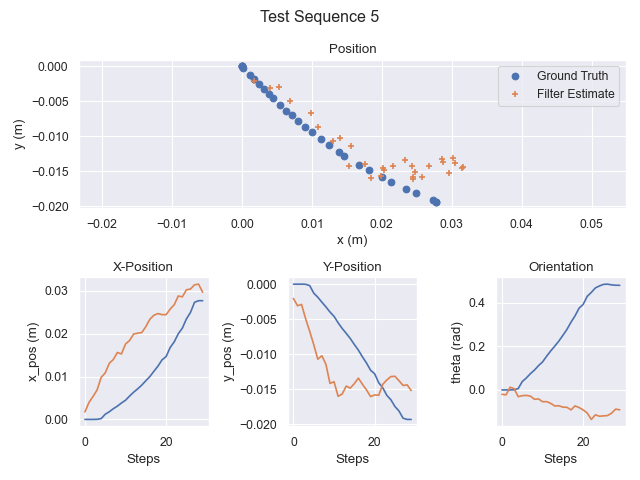 Test Sequence 5
Position
y (m)
0.000
−0.005
−0.010
−0.015
−0.020
Ground Truth
Filter Estimate
−0.02
−0.01
0.00
0.01
0.02
0.03
0.04
0.05
x (m)
X-Position
x_pos (m)
0.03
0.02
0.01
0.00
0
20
Steps
Y-Position
y_pos (m)
0.000
−0.005
−0.010
−0.015
−0.020
0
20
Steps
Orientation
theta (rad)
0.4
0.2
0.0
0
20
Steps